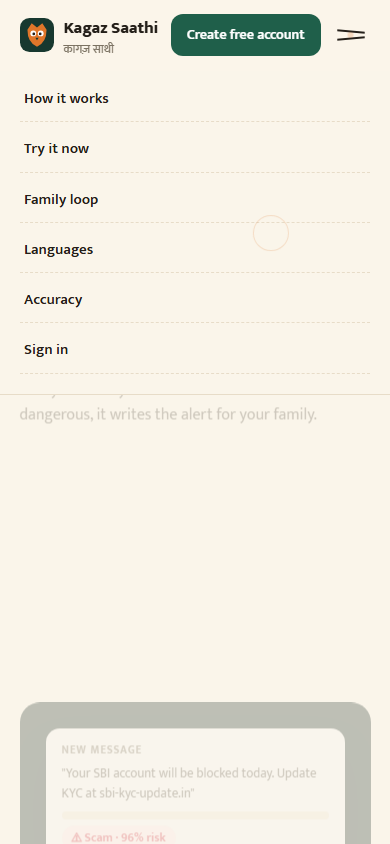 Kagaz Saathi
कागज़ साथी
Create free account
How it works
Try it now
Family loop
Languages
Accuracy
Sign in
dangerous, it writes the alert for your family.
NEW MESSAGE
"Your SBI account will be blocked today. Update
KYC at sbi-kyc-update.in"
⚠ Scam · 96% risk